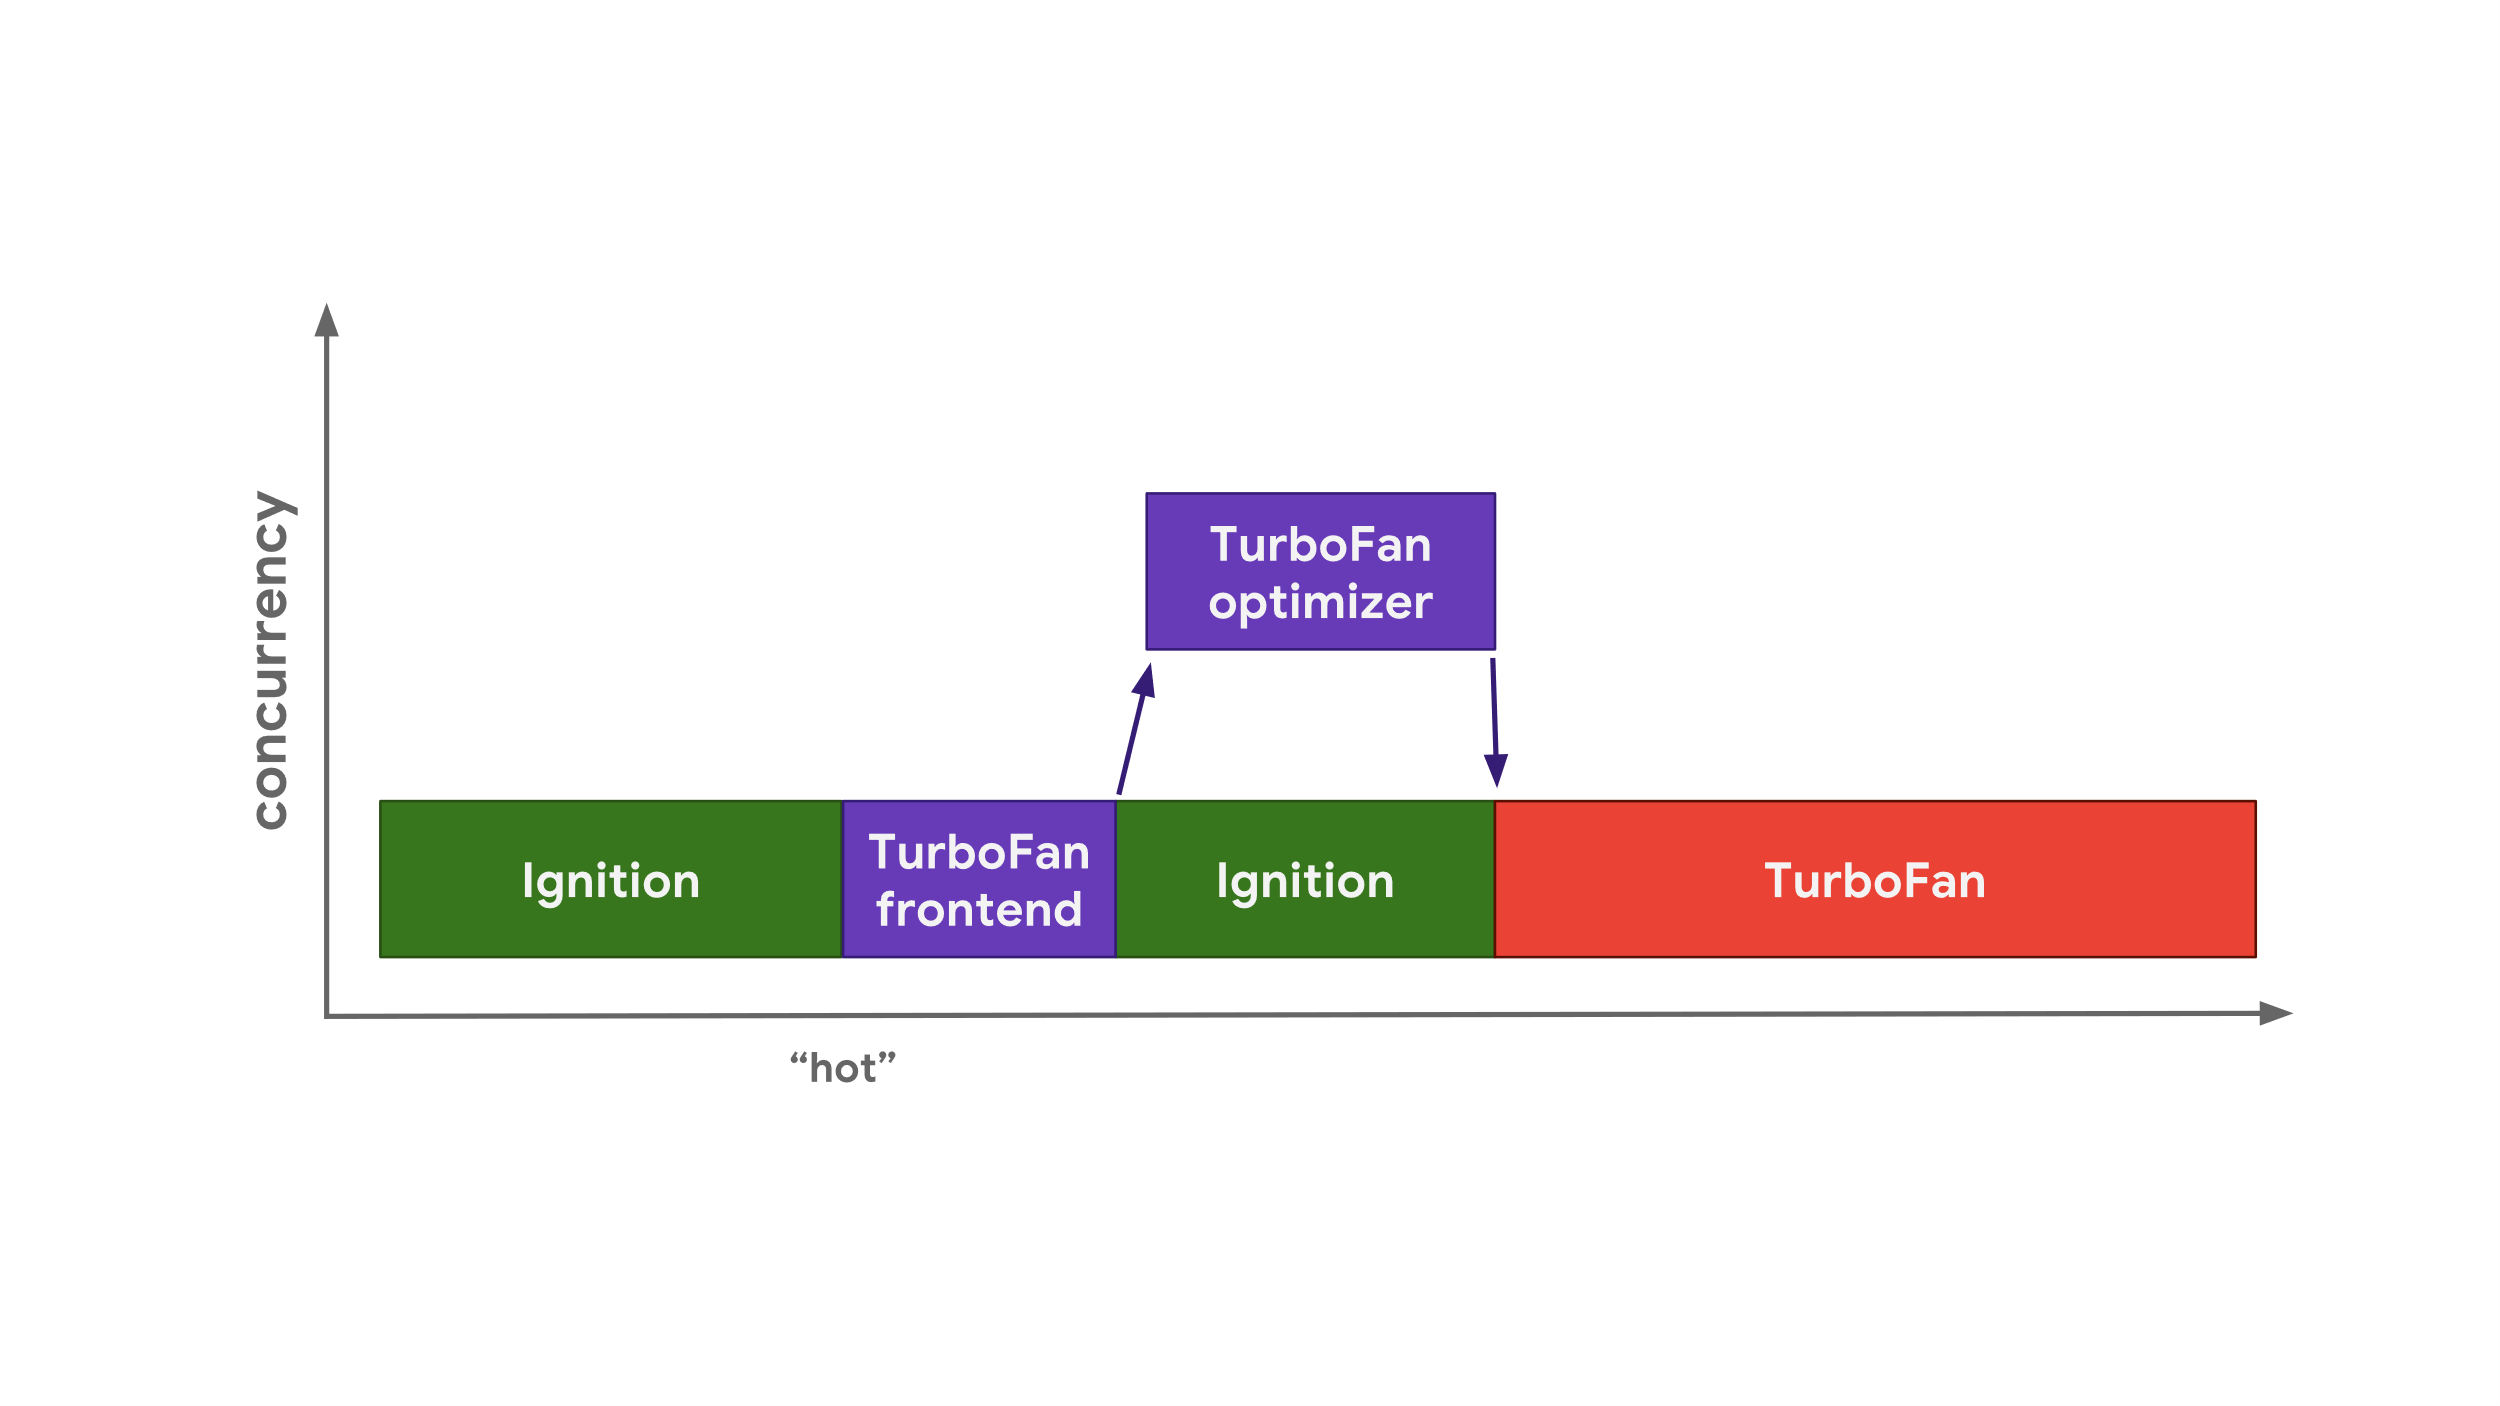 concurrency
TurboFan
optimizer
Ignition
TurboFan
frontend
Ignition
TurboFan
“hot”